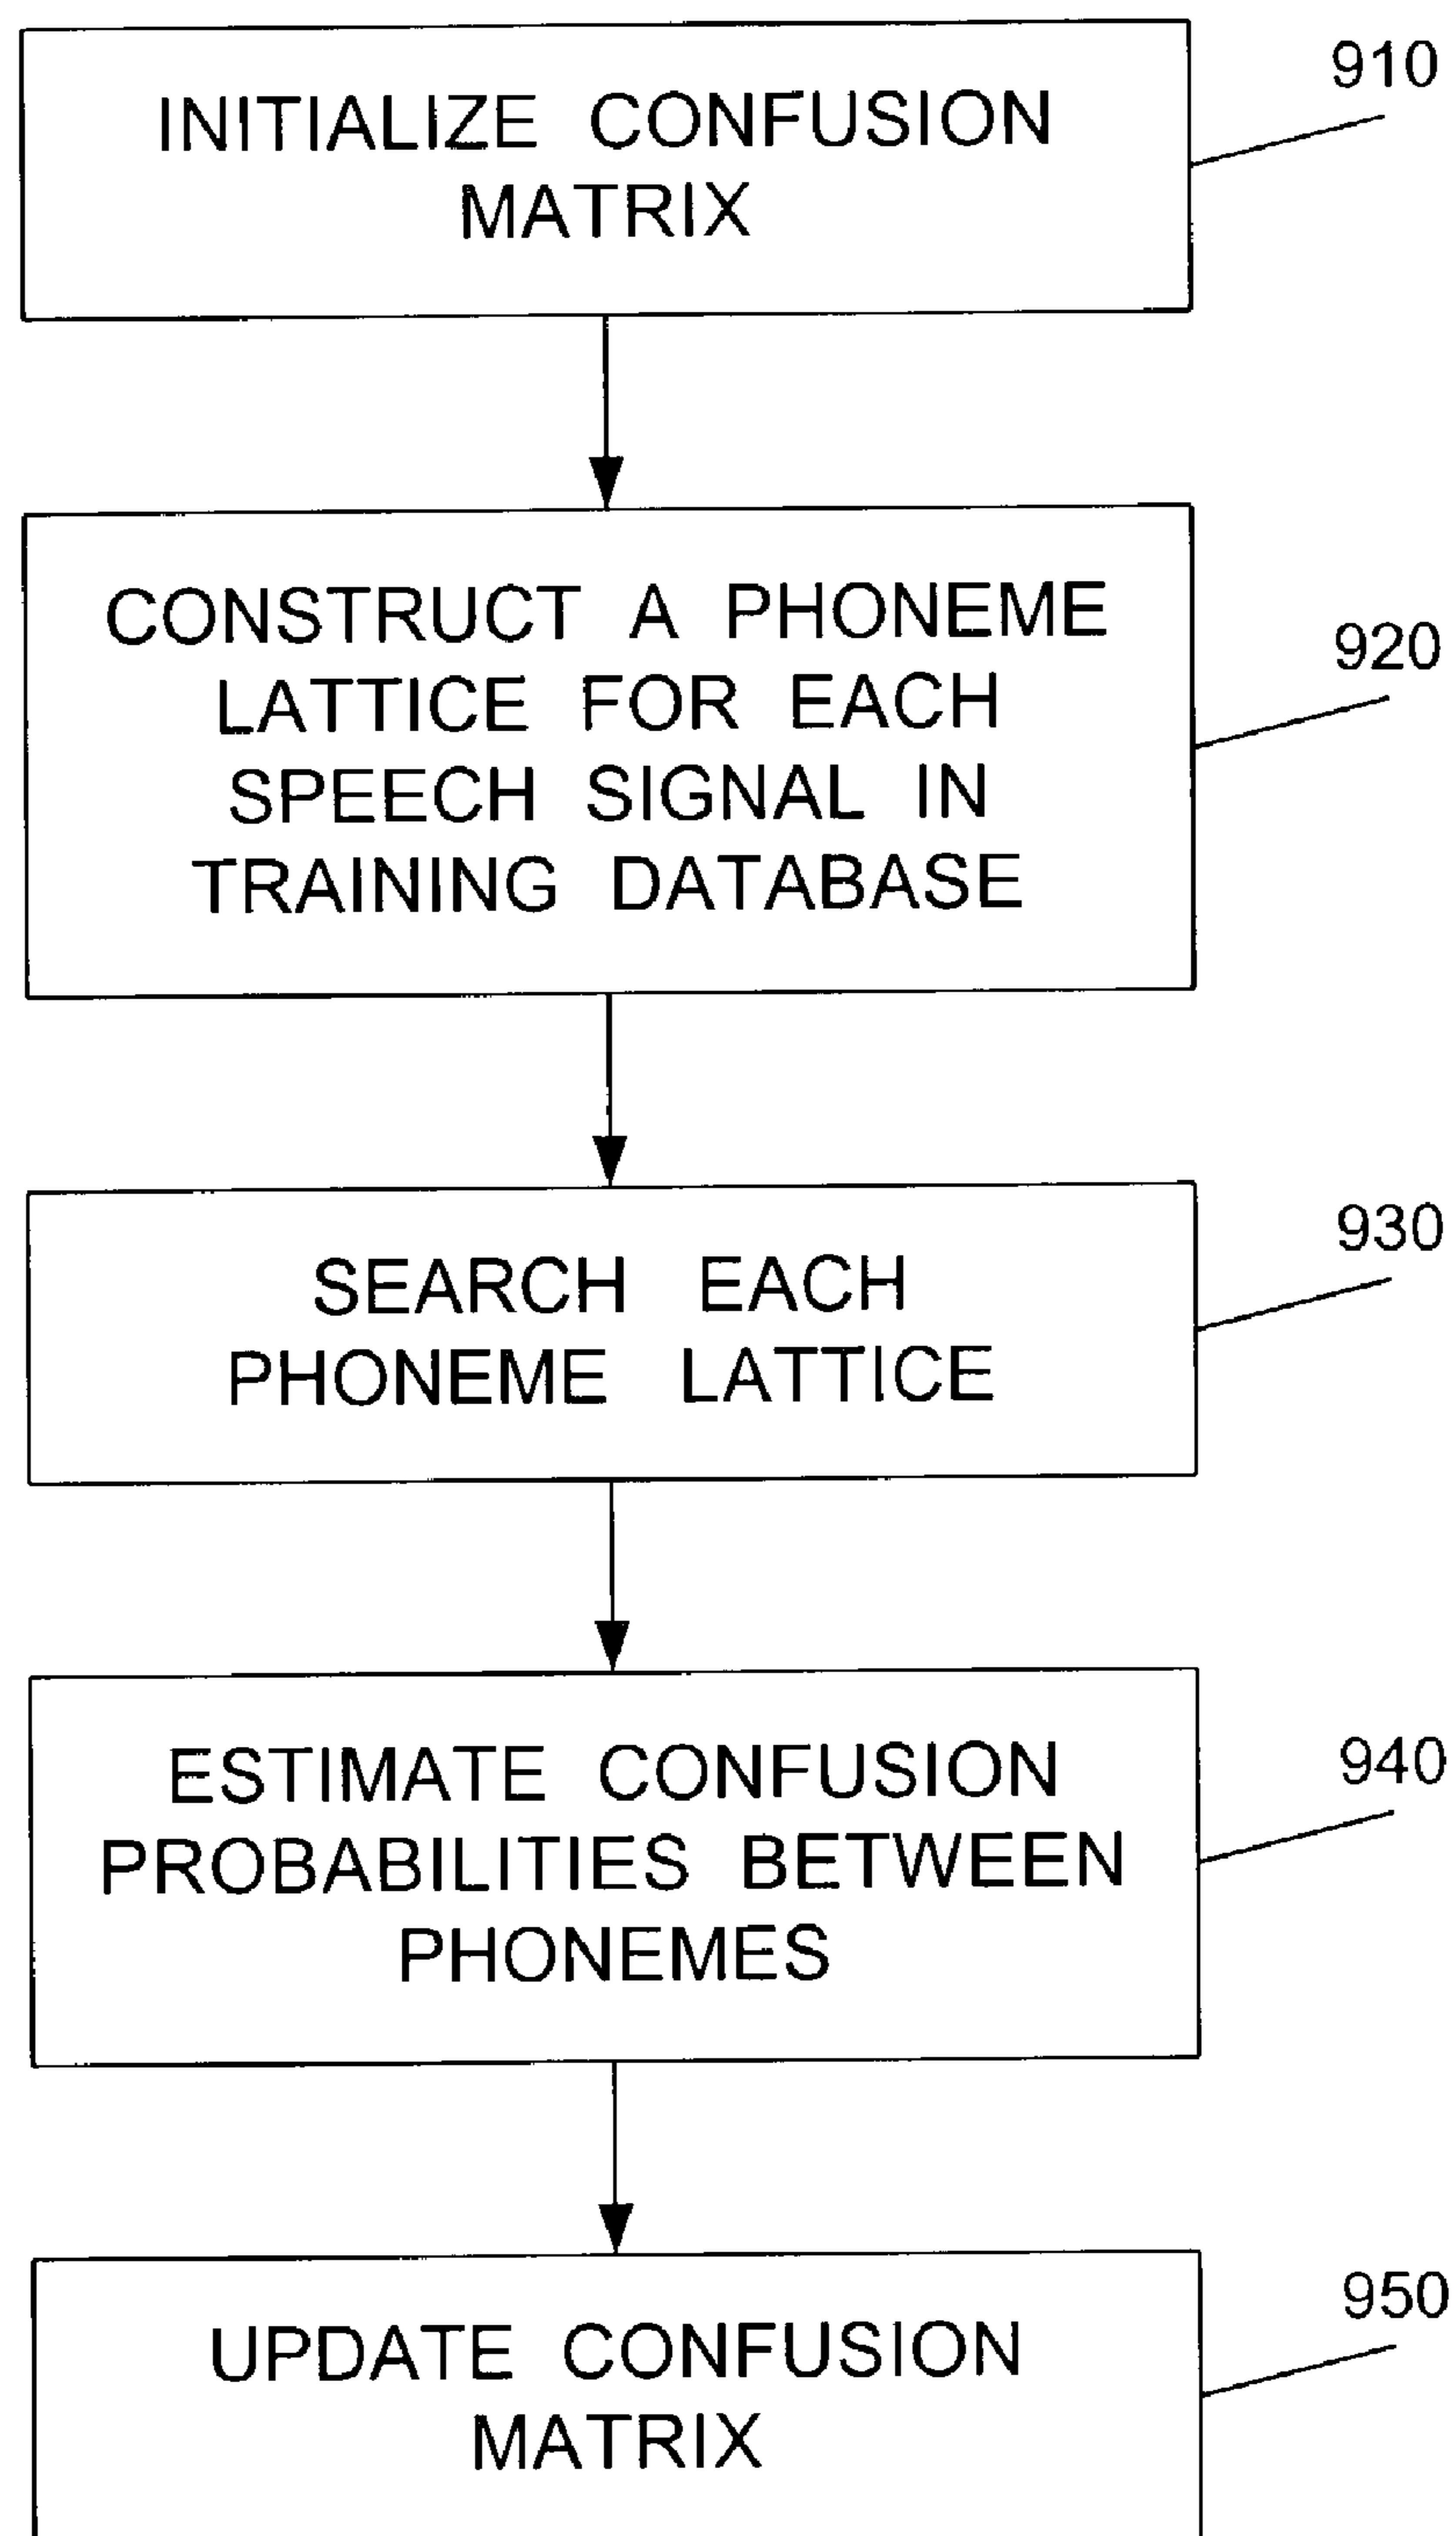 INITIALIZE CONFUSION
MATRIX
910
CONSTRUCT A PHONEME
LATTICE FOR EACH
SPEECH SIGNAL IN
TRAINING DATABASE
920
SEARCH EACH
PHONEME LATTICE
930
ESTIMATE CONFUSION
PROBABILITIES BETWEEN
PHONEMES
940
UPDATE CONFUSION
MATRIX
950